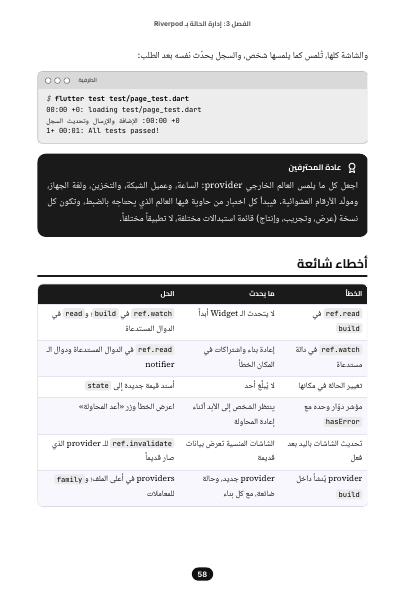 الفصل 3: إدارة الحالة بـ Riverpod
والشاشة كلها، تُلمس كما يلمسها شخص، والسجل يحدّث نفسه بعد الطلب:
الطرفية
$ flutter test test/page_test.dart
00:00 +0: loading test/page_test.dart
00:00 +0: الإضافة والإرسال وتحديث السجل
00:01 +1: All tests passed!
عادة المحترفين
اجعل كل ما يلمس العالم الخارجي provider: الساعة، وعميل الشبكة، والتخزين، ولغة الجهاز،
ومولّد الأرقام العشوائية. فيبدأ كل اختبار من حاوية فيها العالم الذي يحتاجه بالضبط، وتكون كل
نسخة (عرض، وتجريب، وإنتاج) قائمة استبدالات مختلفة، لا تطبيقاً مختلفاً.
أخطاء شائعة
الخطأ ما يحدث الحل
ref.read في لا يتحدث الـ Widget أبداً ref.watch في build؛ و read في
build الدوال المستدعاة
ref.watch في دالة إعادة بناء واشتراكات في ref.read في الدوال المستدعاة ودوال الـ
مستدعاة المكان الخطأ notifier
تغيير الحالة في مكانها لا يُبلَّغ أحد أسند قيمة جديدة إلى state
مؤشر دوّار وحده مع ينتظر الشخص إلى الأبد أثناء اعرض الخطأ وزر «أعد المحاولة»
hasError إعادة المحاولة
تحديث الشاشات باليد بعد الشاشات المنسية تعرض بيانات ref.invalidate للـ provider الذي
فعل قديمة صار قديماً
provider يُنشأ داخل provider جديد، وحالة providers في أعلى الملف؛ و family
build ضائعة، مع كل بناء للمعاملات
58